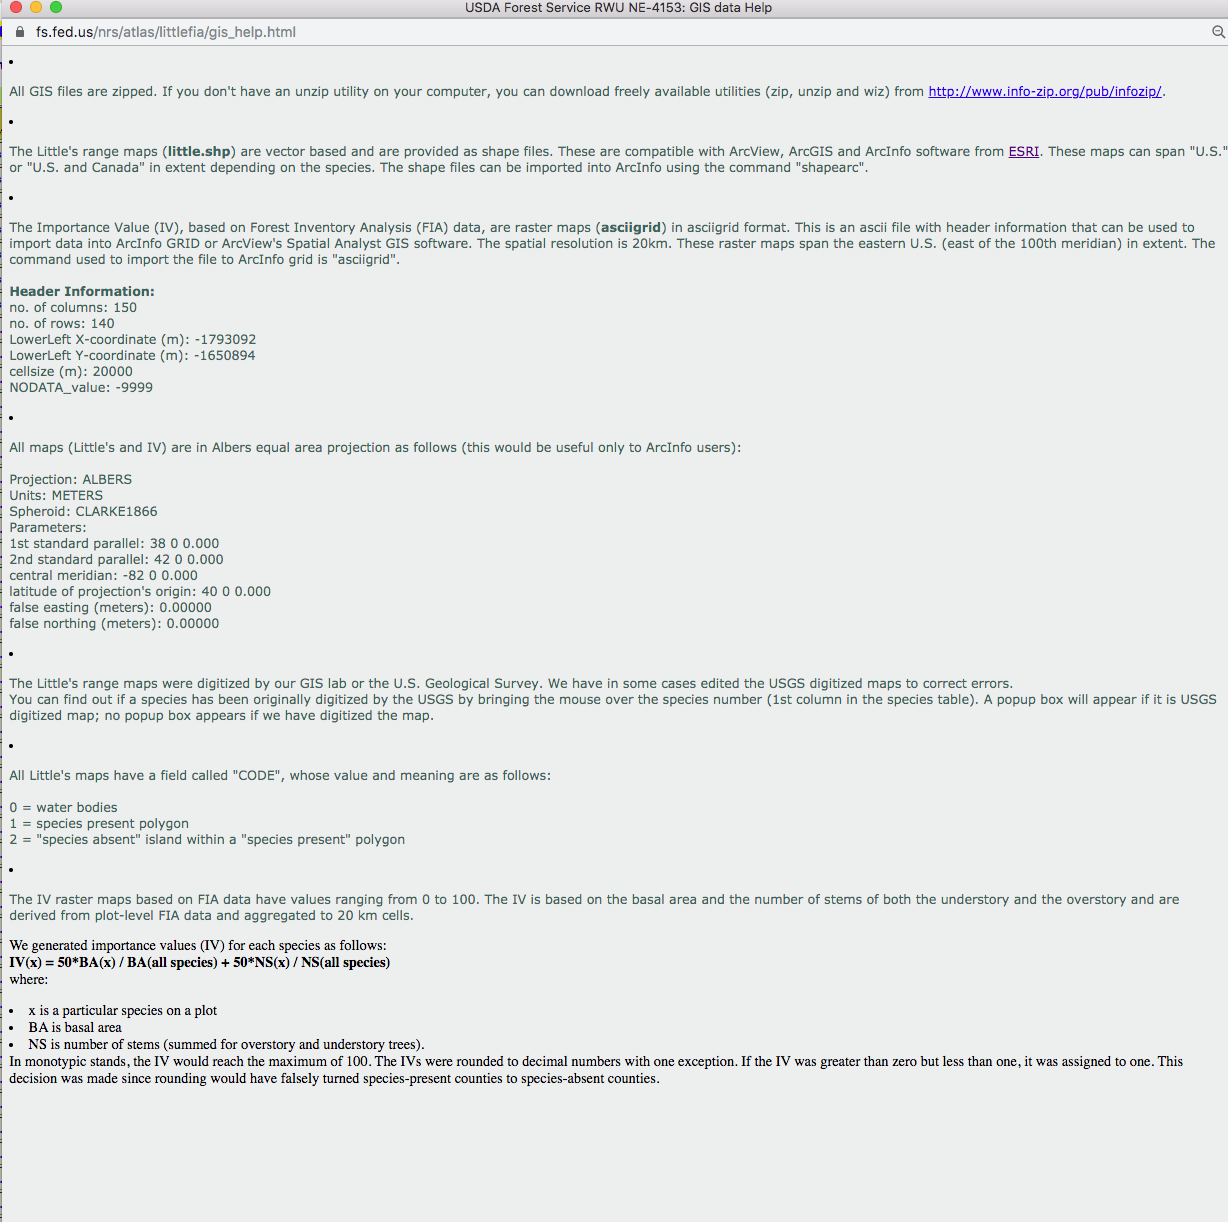 USDA Forest Service RWU NE-4153: GIS data Help
fs.fed.us/nrs/atlas/littlefia/gis_help.html
•
All GIS files are zipped. If you don't have an unzip utility on your computer, you can download freely available utilities (zip, unzip and wiz) from http://www.info-zip.org/pub/infozip/.
•
The Little's range maps (little.shp) are vector based and are provided as shape files. These are compatible with ArcView, ArcGIS and ArcInfo software from ESRI. These maps can span "U.S."
or "U.S. and Canada" in extent depending on the species. The shape files can be imported into ArcInfo using the command "shapearc".
•
The Importance Value (IV), based on Forest Inventory Analysis (FIA) data, are raster maps (asciigrid) in asciigrid format. This is an ascii file with header information that can be used to
import data into ArcInfo GRID or ArcView's Spatial Analyst GIS software. The spatial resolution is 20km. These raster maps span the eastern U.S. (east of the 100th meridian) in extent. The
command used to import the file to ArcInfo grid is "asciigrid".
Header Information:
no. of columns: 150
no. of rows: 140
LowerLeft X-coordinate (m): -1793092
LowerLeft Y-coordinate (m): -1650894
cellsize (m): 20000
NODATA_value: -9999
•
All maps (Little's and IV) are in Albers equal area projection as follows (this would be useful only to ArcInfo users):
Projection: ALBERS
Units: METERS
Spheroid: CLARKE1866
Parameters:
1st standard parallel: 38 0 0.000
2nd standard parallel: 42 0 0.000
central meridian: -82 0 0.000
latitude of projection's origin: 40 0 0.000
false easting (meters): 0.00000
false northing (meters): 0.00000
•
The Little's range maps were digitized by our GIS lab or the U.S. Geological Survey. We have in some cases edited the USGS digitized maps to correct errors.
You can find out if a species has been originally digitized by the USGS by bringing the mouse over the species number (1st column in the species table). A popup box will appear if it is USGS
digitized map; no popup box appears if we have digitized the map.
•
All Little's maps have a field called "CODE", whose value and meaning are as follows:
0 = water bodies
1 = species present polygon
2 = "species absent" island within a "species present" polygon
•
The IV raster maps based on FIA data have values ranging from 0 to 100. The IV is based on the basal area and the number of stems of both the understory and the overstory and are
derived from plot-level FIA data and aggregated to 20 km cells.
We generated importance values (IV) for each species as follows:
IV(x) = 50*BA(x) / BA(all species) + 50*NS(x) / NS(all species)
where:
• x is a particular species on a plot
• BA is basal area
• NS is number of stems (summed for overstory and understory trees).
In monotypic stands, the IV would reach the maximum of 100. The IVs were rounded to decimal numbers with one exception. If the IV was greater than zero but less than one, it was assigned to one. This
decision was made since rounding would have falsely turned species-present counties to species-absent counties.